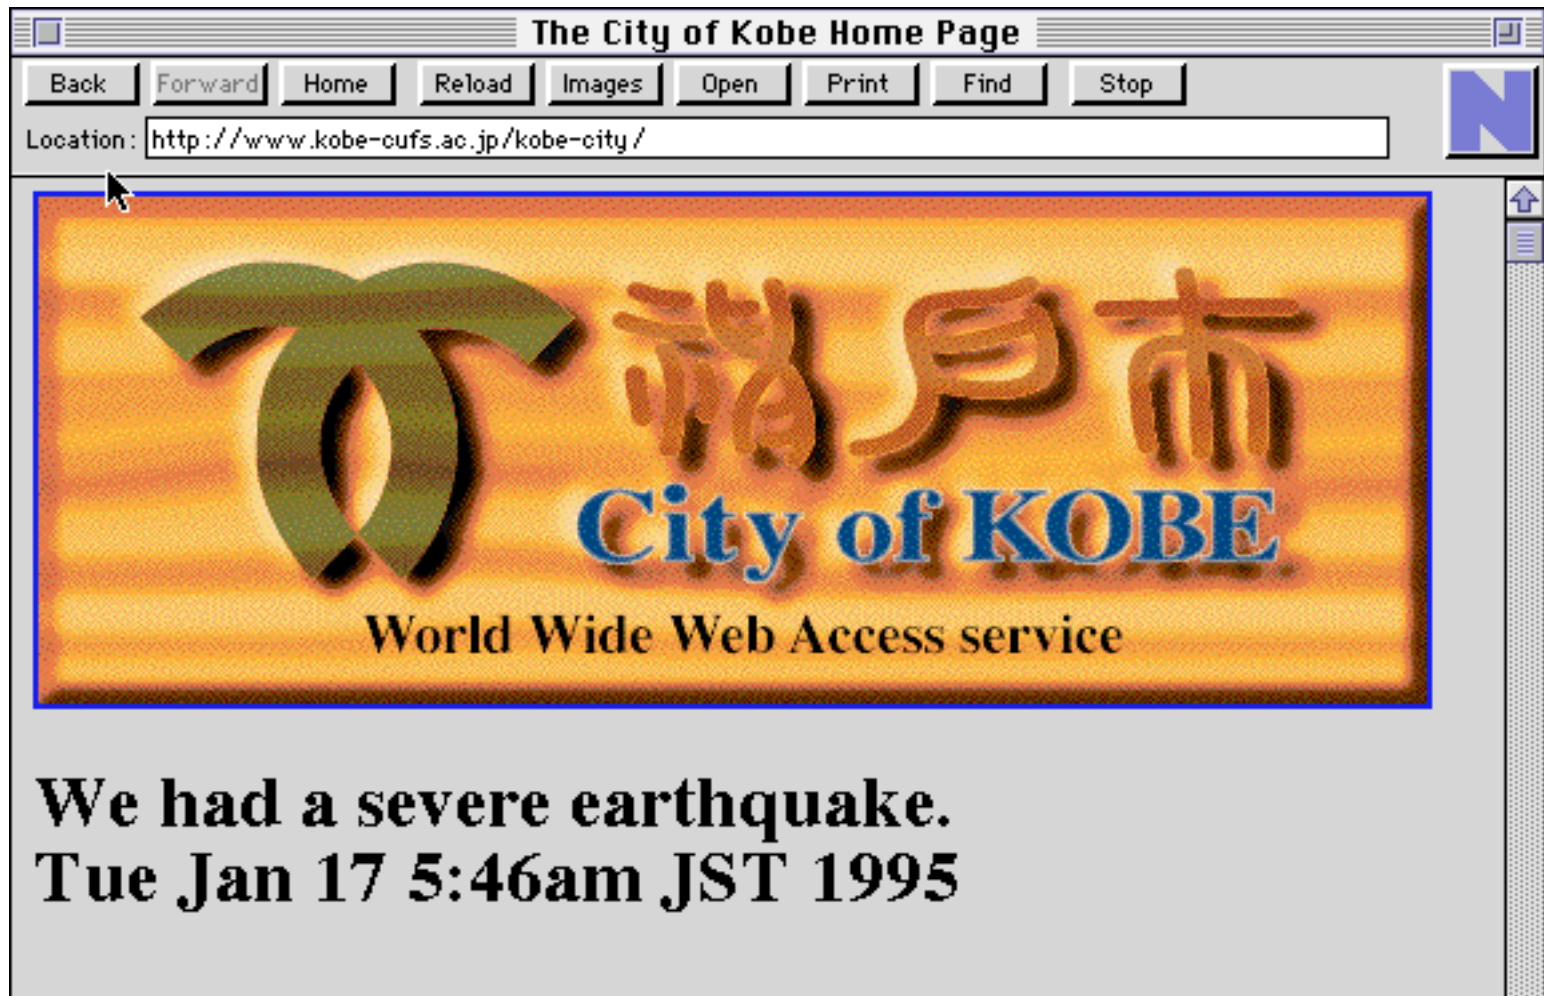 The City of Kobe Home Page
Back Forward Home Reload Images Open Print Find Stop
Location: http://www.kobe-cufs.ac.jp/kobe-city/
N
神戸市
City of KOBE
World Wide Web Access service
We had a severe earthquake.
Tue Jan 17 5:46am JST 1995